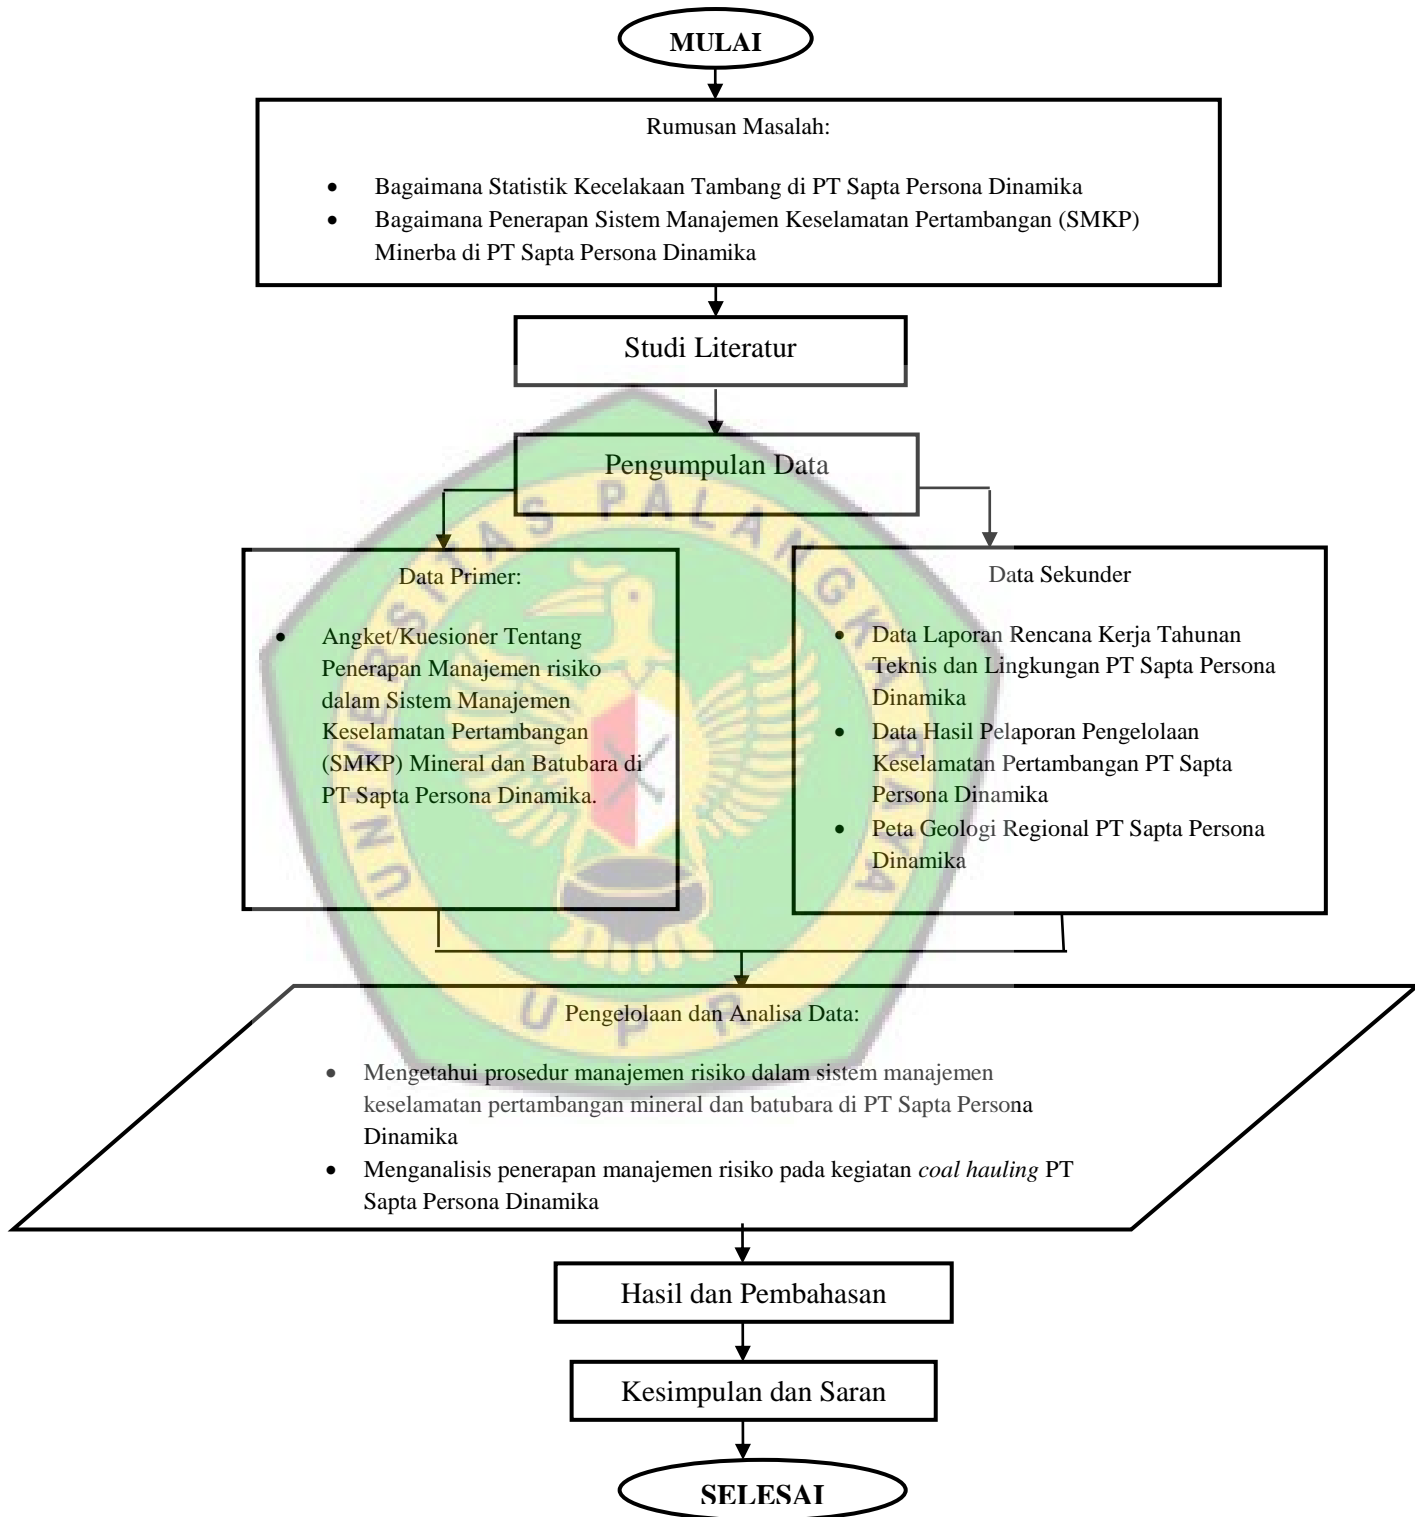 MULAI
Rumusan Masalah:
• Bagaimana Statistik Kecelakaan Tambang di PT Sapta Persona Dinamika
• Bagaimana Penerapan Sistem Manajemen Keselamatan Pertambangan (SMKP)
Minerba di PT Sapta Persona Dinamika
Studi Literatur
Pengumpulan Data
Data Primer:
• Angket/Kuesioner Tentang
Penerapan Manajemen risiko
dalam Sistem Manajemen
Keselamatan Pertambangan
(SMKP) Mineral dan Batubara di
PT Sapta Persona Dinamika.
Data Sekunder
• Data Laporan Rencana Kerja Tahunan
Teknis dan Lingkungan PT Sapta Persona
Dinamika
• Data Hasil Pelaporan Pengelolaan
Keselamatan Pertambangan PT Sapta
Persona Dinamika
• Peta Geologi Regional PT Sapta Persona
Dinamika
UNIVERSITAS PALANGKA RAYA
UPR
Pengelolaan dan Analisa Data:
• Mengetahui prosedur manajemen risiko dalam sistem manajemen
keselamatan pertambangan mineral dan batubara di PT Sapta Persona
Dinamika
• Menganalisis penerapan manajemen risiko pada kegiatan coal hauling PT
Sapta Persona Dinamika
Hasil dan Pembahasan
Kesimpulan dan Saran
SELESAI